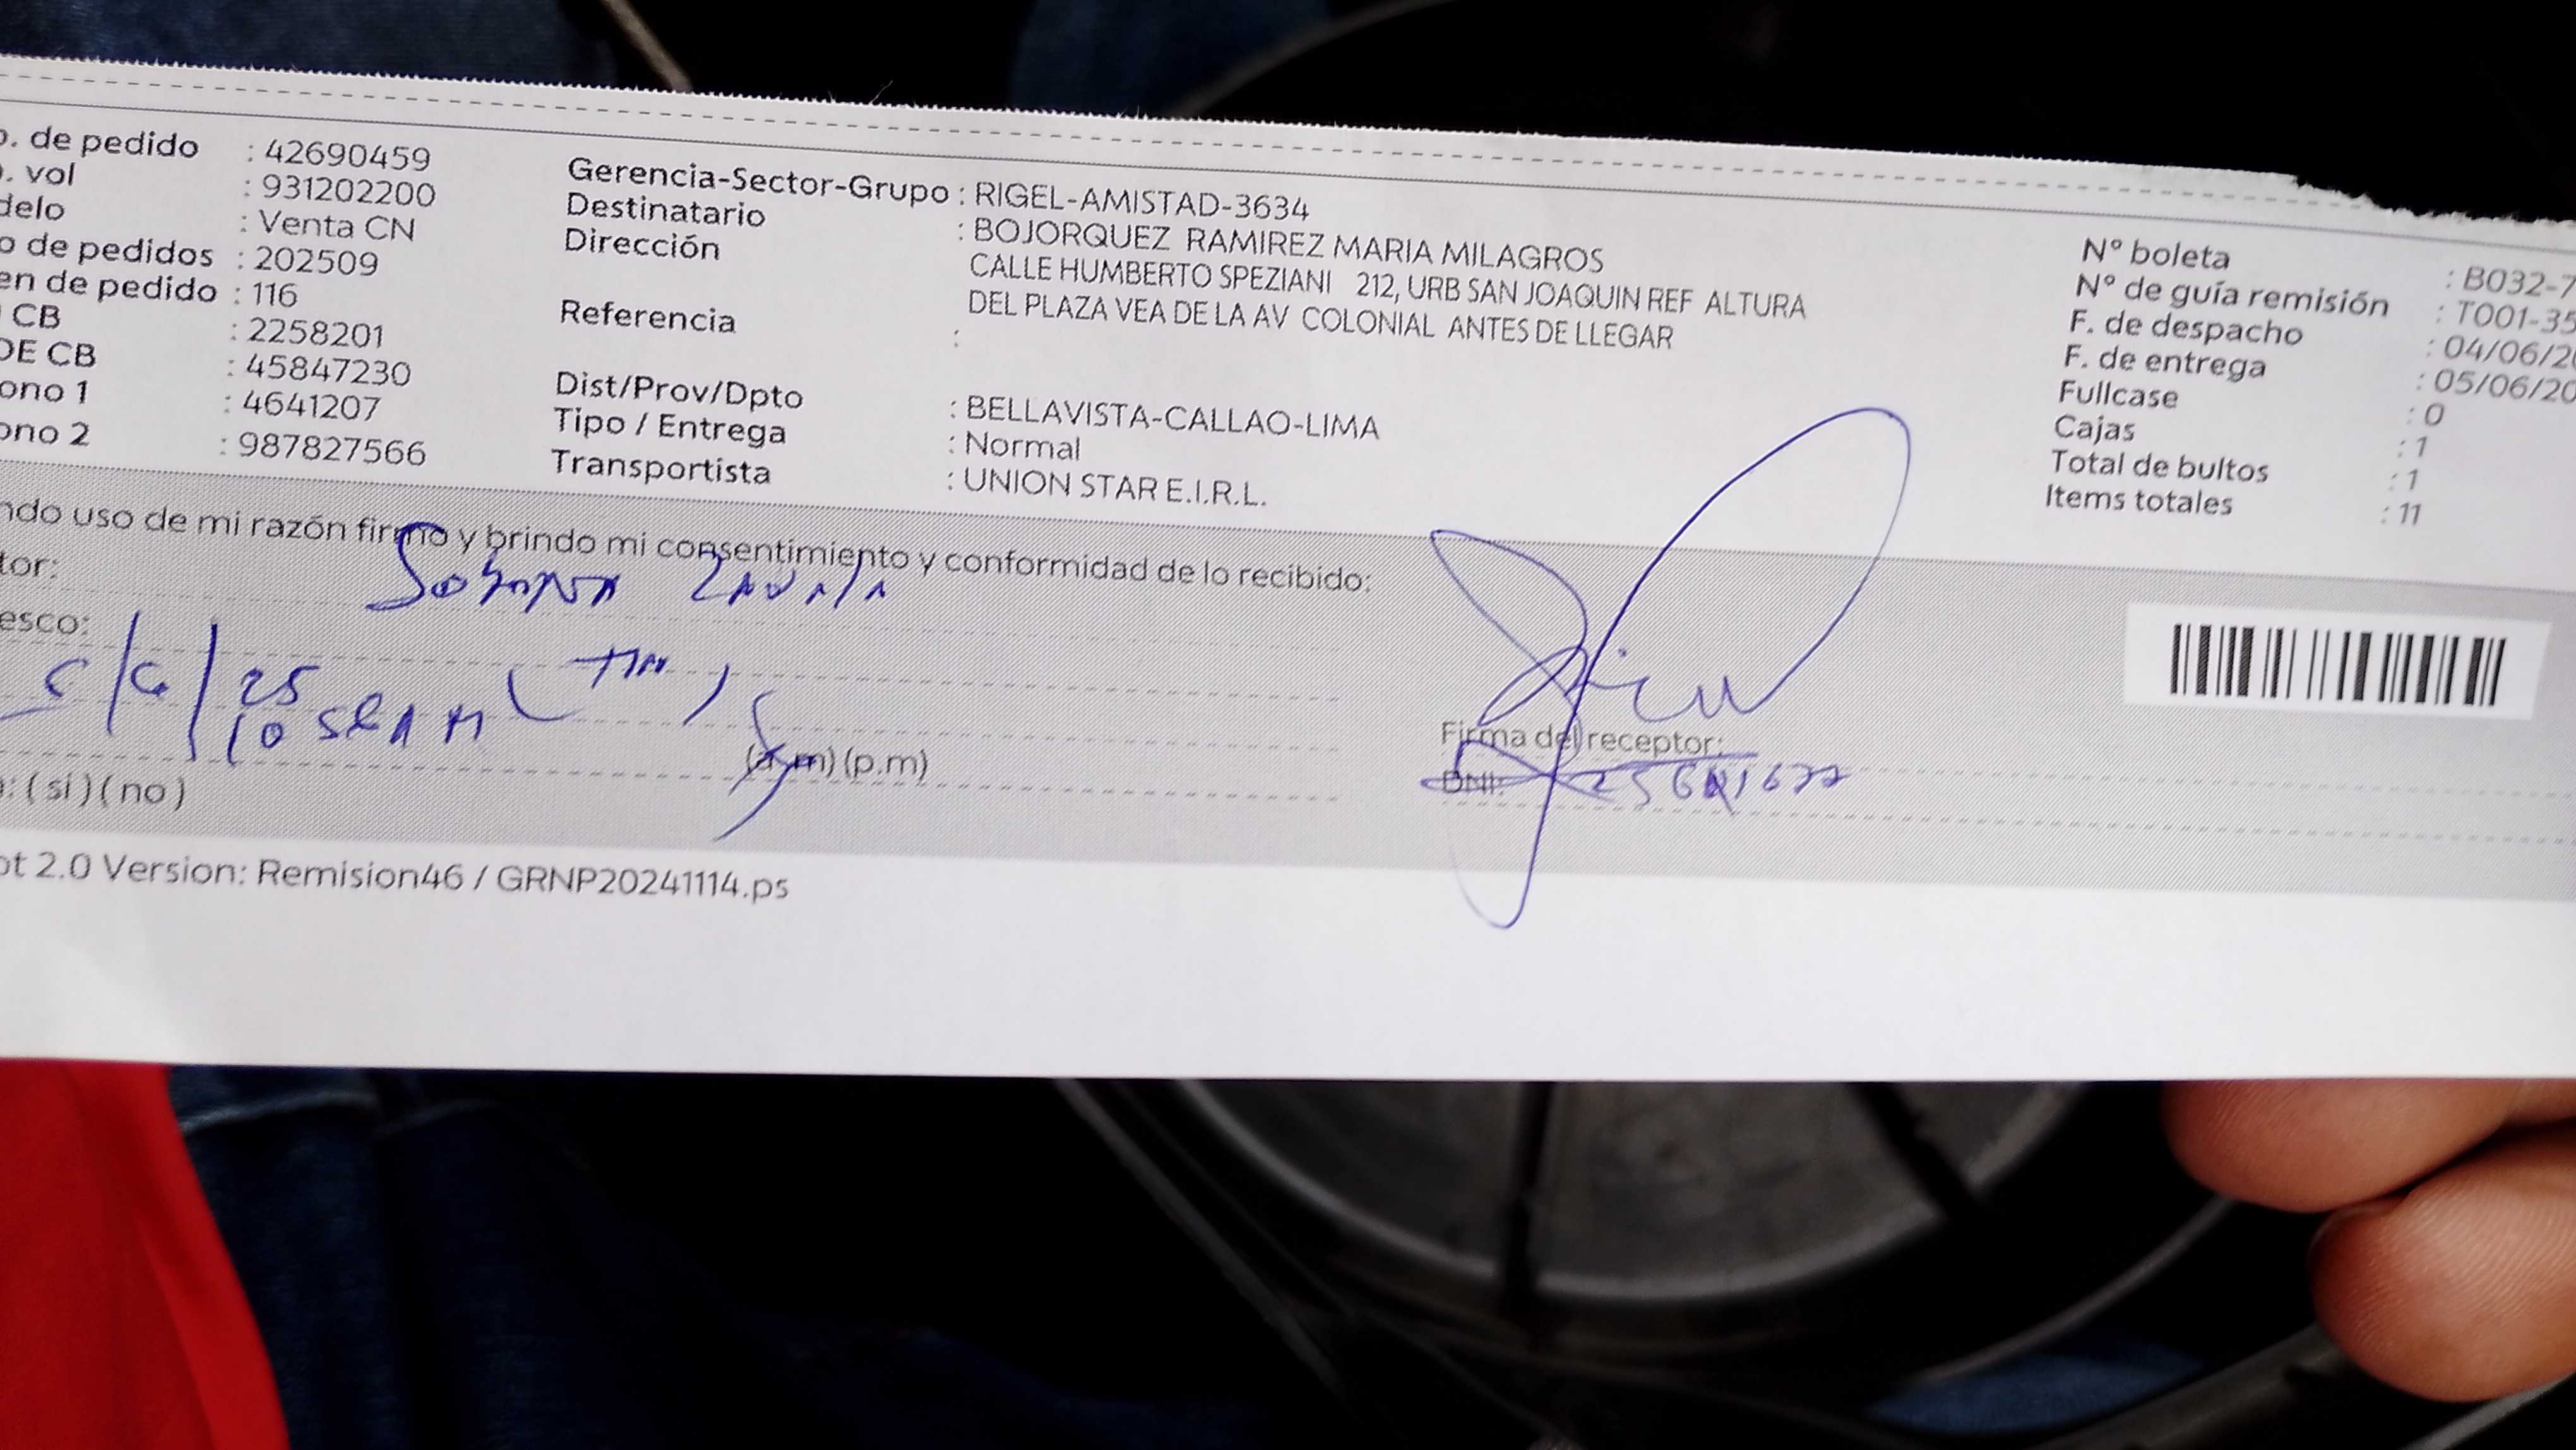 o. de pedido : 42690459
o. vol : 931202200
delo : Venta CN
o de pedidos : 202509
en de pedido : 116
CB : 2258201
DE CB : 45847230
ono 1 : 4641207
ono 2 : 987827566
Gerencia-Sector-Grupo : RIGEL-AMISTAD-3634
Destinatario : BOJORQUEZ RAMIREZ MARIA MILAGROS
Dirección CALLE HUMBERTO SPEZIANI 212, URB SAN JOAQUIN REF ALTURA
DEL PLAZA VEA DE LA AV COLONIAL ANTES DE LLEGAR
Referencia :
Dist/Prov/Dpto : BELLAVISTA-CALLAO-LIMA
Tipo / Entrega : Normal
Transportista : UNION STAR E.I.R.L.
Nº boleta : B032-7
Nº de guía remisión : T001-35
F. de despacho : 04/06/20
F. de entrega : 05/06/20
Fullcase : 0
Cajas : 1
Total de bultos : 1
Items totales : 11
ndo uso de mi razón firmo y brindo mi consentimiento y conformidad de lo recibido:
tor:
esco:
25
10
(a.m) (p.m)
: ( si ) ( no )
Firma del receptor:
DNI:
ot 2.0 Version: Remision46 / GRNP20241114.ps